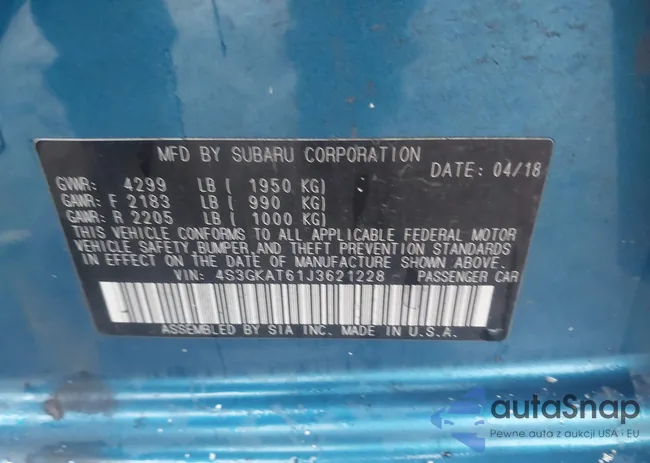 MFD BY SUBARU CORPORATION
DATE: 04/18
GVWR: 4299 LB ( 1950 KG)
GAWR: F 2183 LB ( 990 KG)
GAWR: R 2205 LB ( 1000 KG)
THIS VEHICLE CONFORMS TO ALL APPLICABLE FEDERAL MOTOR
VEHICLE SAFETY, BUMPER, AND THEFT PREVENTION STANDARDS
IN EFFECT ON THE DATE OF MANUFACTURE SHOWN ABOVE.
VIN: 4S3GKAT61J3621228 PASSENGER CAR
ASSEMBLED BY SIA INC. MADE IN U.S.A.
autaSnap
Pewne auta z aukcji USA i EU